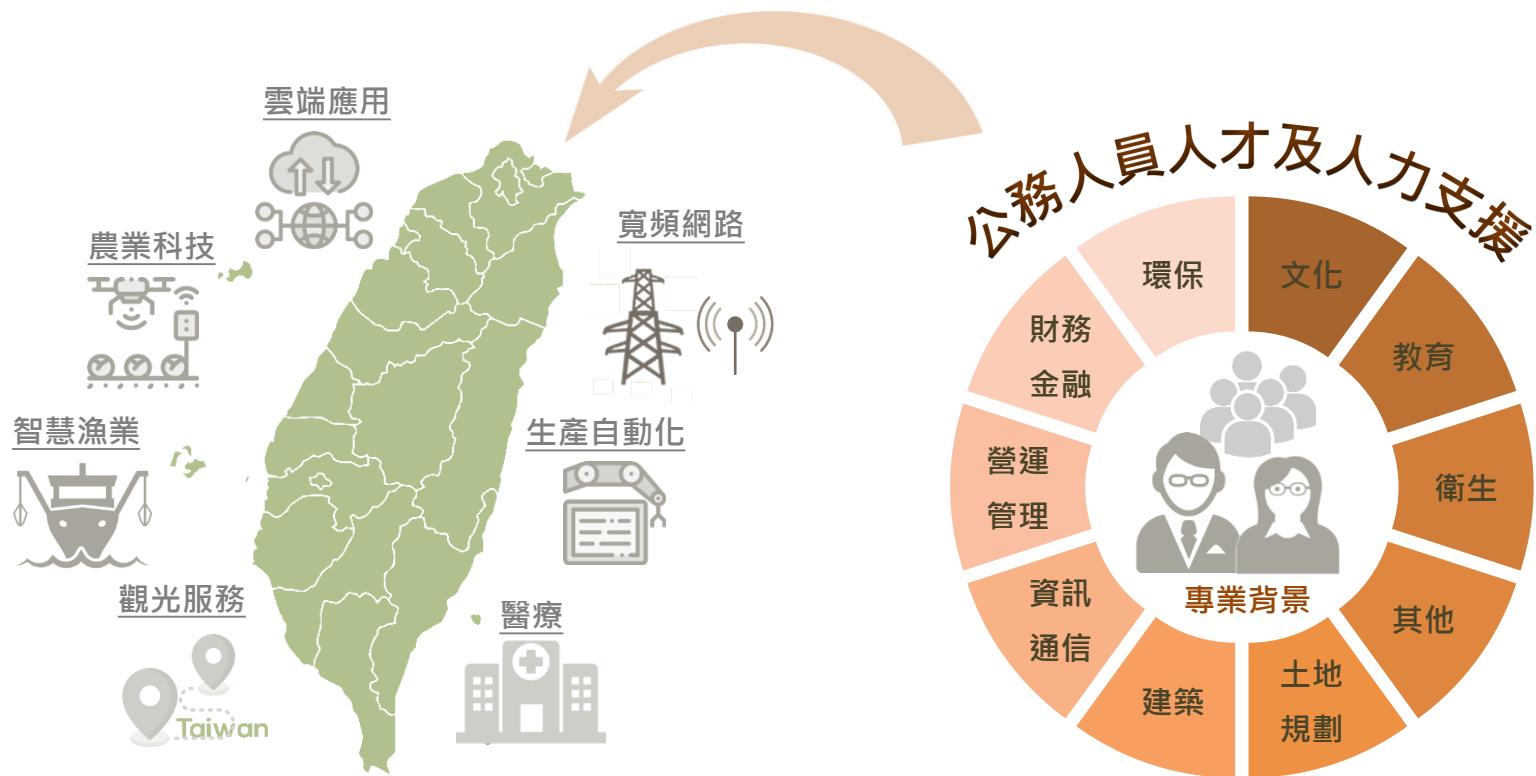 雲端應用
農業科技
寬頻網路
智慧漁業
生產自動化
觀光服務
醫療
Taiwan
公務人員人才及人力支援
文化
教育
衛生
其他
土地
規劃
建築
資訊
通信
營運
管理
財務
金融
環保
專業背景